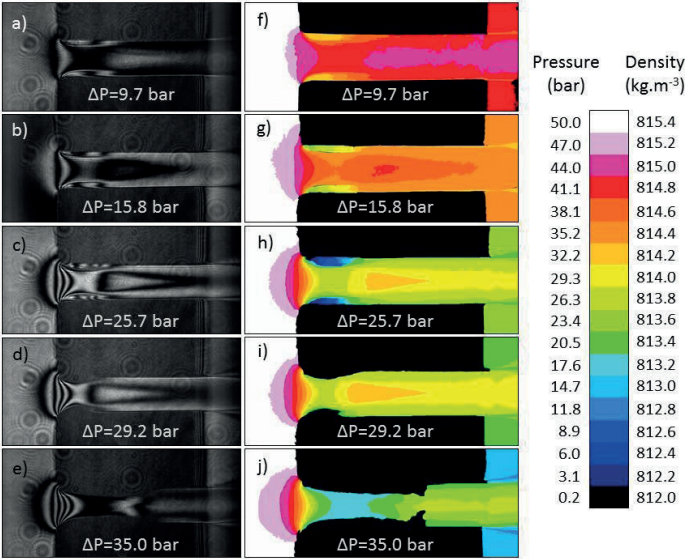 a)
ΔP=9.7 bar
b)
ΔP=15.8 bar
c)
ΔP=25.7 bar
d)
ΔP=29.2 bar
e)
ΔP=35.0 bar
f)
ΔP=9.7 bar
g)
ΔP=15.8 bar
h)
ΔP=25.7 bar
i)
ΔP=29.2 bar
j)
ΔP=35.0 bar
Pressure Density
(bar) (kg.m⁻³)
50.0 815.4
47.0 815.2
44.0 815.0
41.1 814.8
38.1 814.6
35.2 814.4
32.2 814.2
29.3 814.0
26.3 813.8
23.4 813.6
20.5 813.4
17.6 813.2
14.7 813.0
11.8 812.8
8.9 812.6
6.0 812.4
3.1 812.2
0.2 812.0